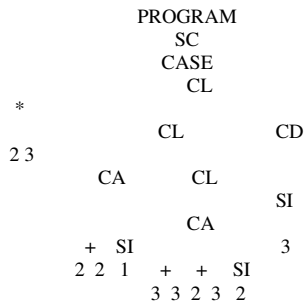 PROGRAM
SC
CASE
CL
*
CL CD
2 3
CA CL
SI
CA
+ SI 3
2 2 1 + + SI
3 3 2 3 2